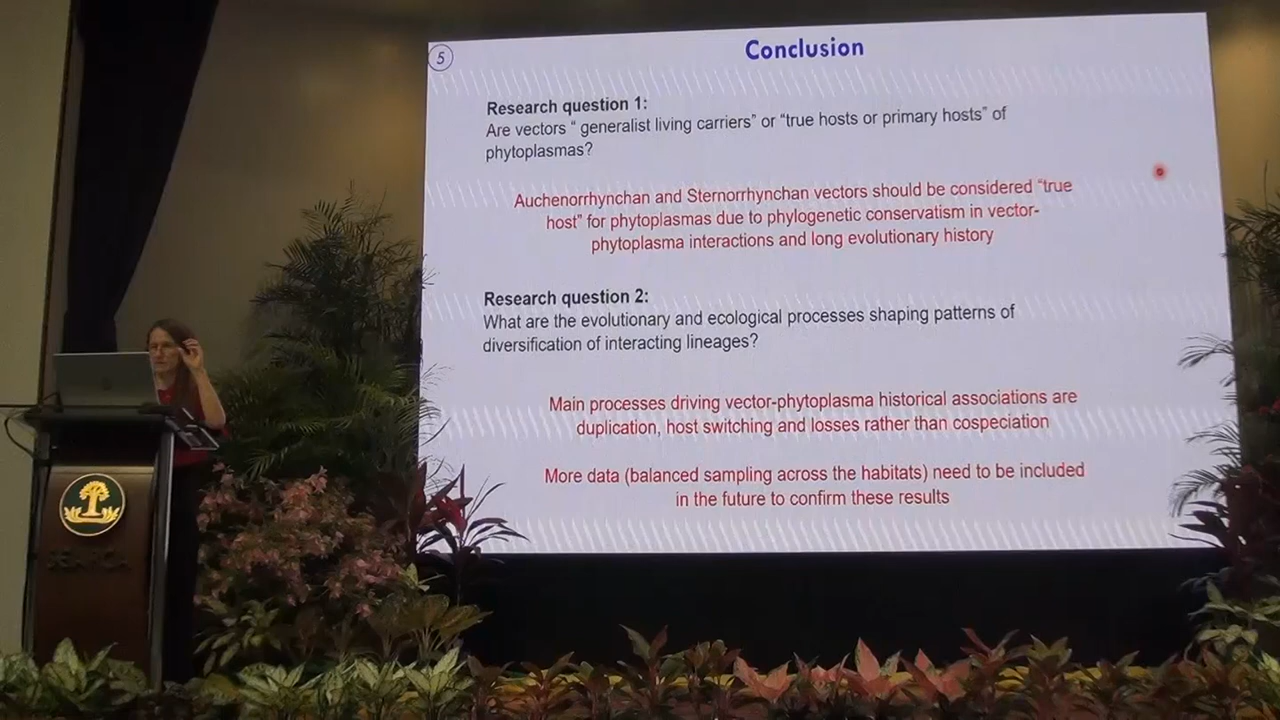 5
Conclusion
Research question 1:
Are vectors “ generalist living carriers” or “true hosts or primary hosts” of
phytoplasmas?
Auchenorrhynchan and Sternorrhynchan vectors should be considered “true
host” for phytoplasmas due to phylogenetic conservatism in vector-
phytoplasma interactions and long evolutionary history
Research question 2:
What are the evolutionary and ecological processes shaping patterns of
diversification of interacting lineages?
Main processes driving vector-phytoplasma historical associations are
duplication, host switching and losses rather than cospeciation
More data (balanced sampling across the habitats) need to be included
in the future to confirm these results